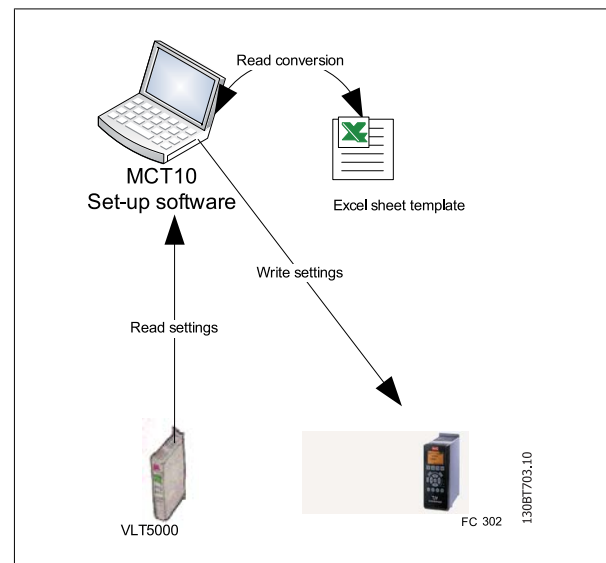 Read conversion
MCT10
Set-up software
Excel sheet template
Write settings
Read settings
VLT5000
FC 302
130BT703.10